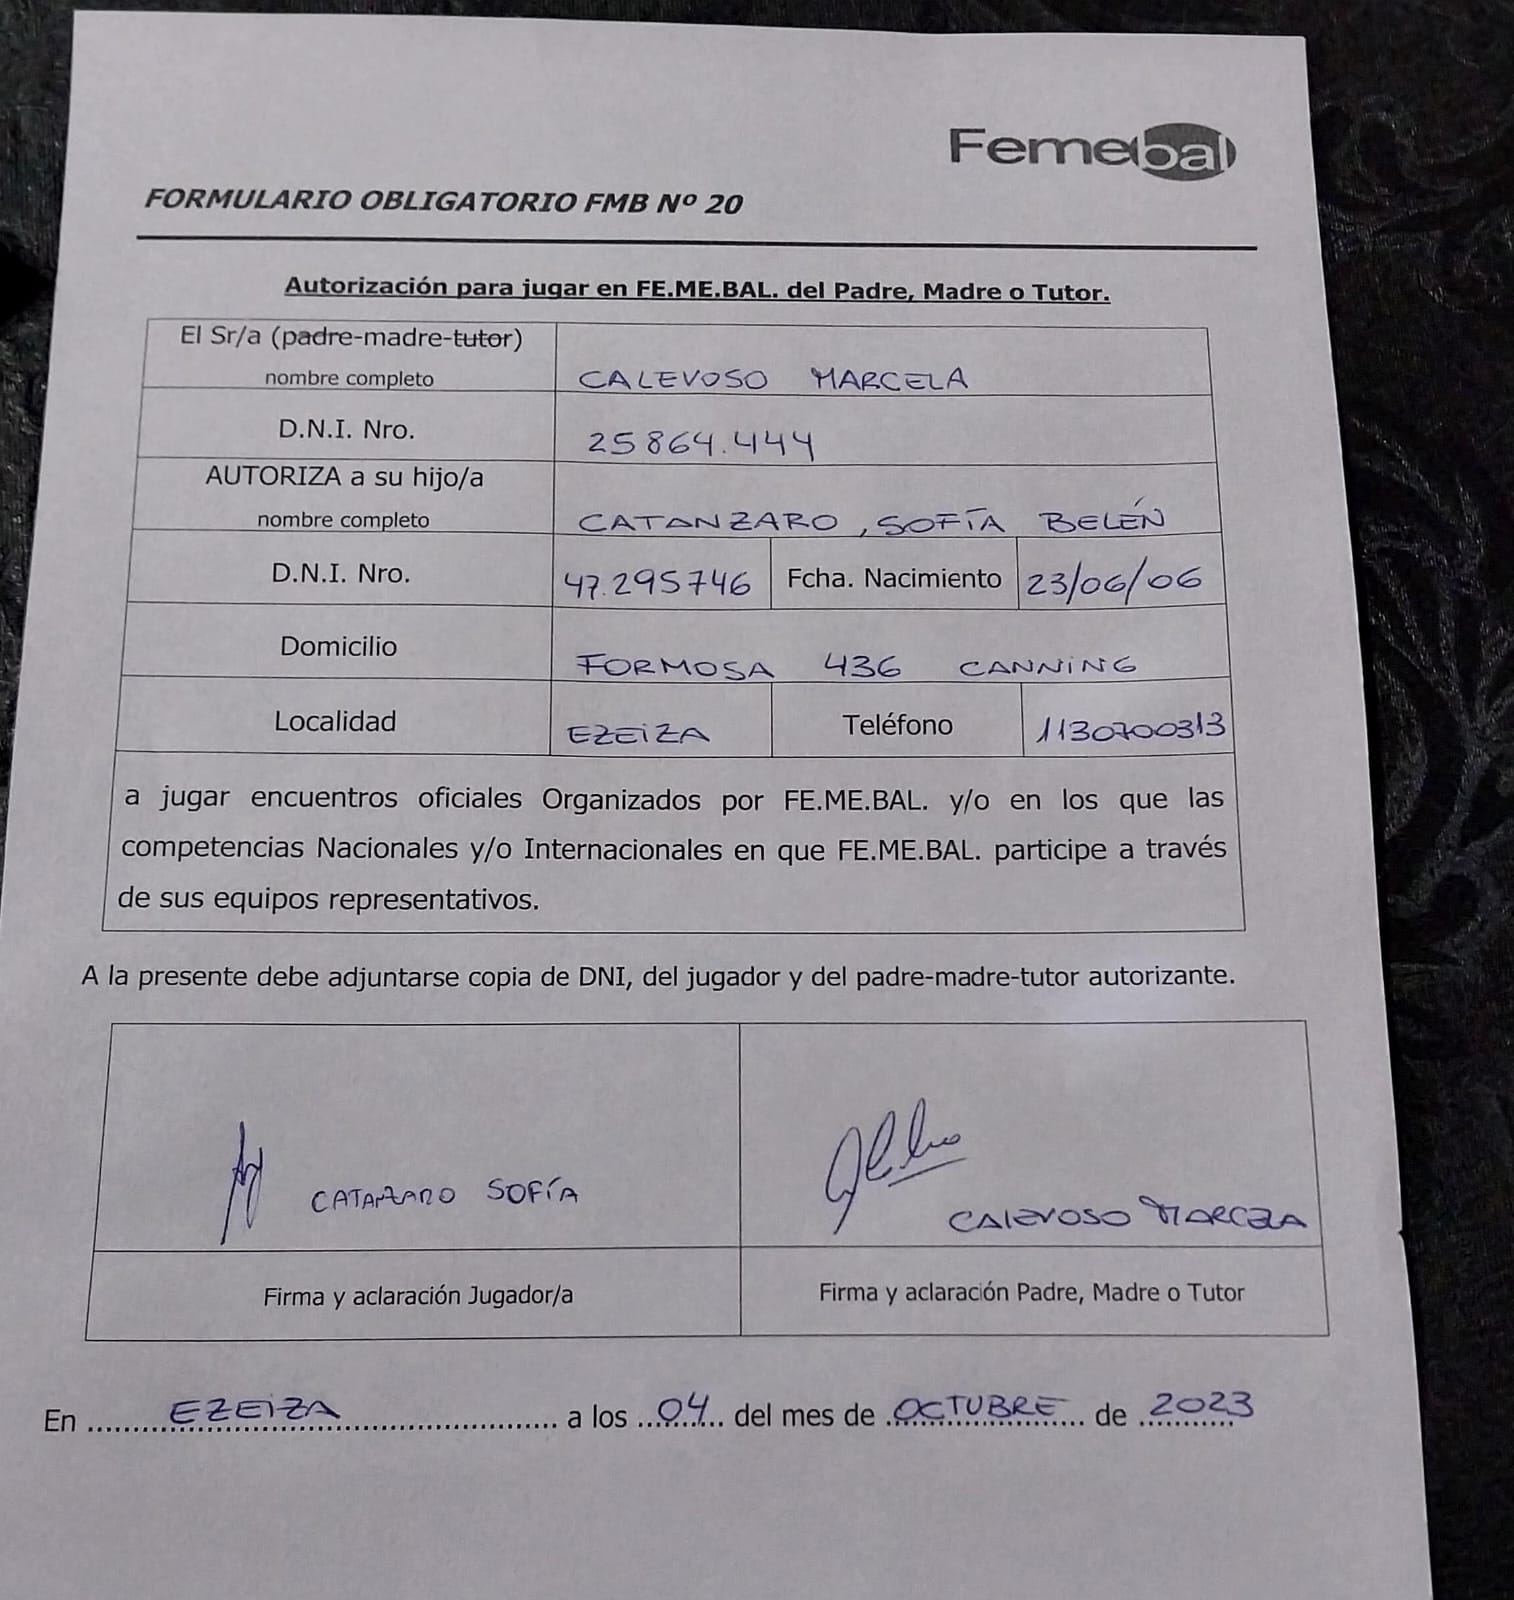 Femebal
FORMULARIO OBLIGATORIO FMB Nº 20
Autorización para jugar en FE.ME.BAL. del Padre, Madre o Tutor.
El Sr/a (padre-madre-tutor)
nombre completo
CALEVOSO MARCELA
D.N.I. Nro.
25864.444
AUTORIZA a su hijo/a
nombre completo
CATANZARO, SOFÍA BELÉN
D.N.I. Nro.
47.295746
Fcha. Nacimiento
23/06/06
Domicilio
FORMOSA 436 CANNiNG
Localidad
EZEiZA
Teléfono
1130700313
a jugar encuentros oficiales Organizados por FE.ME.BAL. y/o en los que las
competencias Nacionales y/o Internacionales en que FE.ME.BAL. participe a través
de sus equipos representativos.
A la presente debe adjuntarse copia de DNI, del jugador y del padre-madre-tutor autorizante.
CATANZARO SOFÍA
CALEVOSO MARCELA
Firma y aclaración Jugador/a
Firma y aclaración Padre, Madre o Tutor
En EZEiZA a los 04 del mes de OCTUBRE de 2023